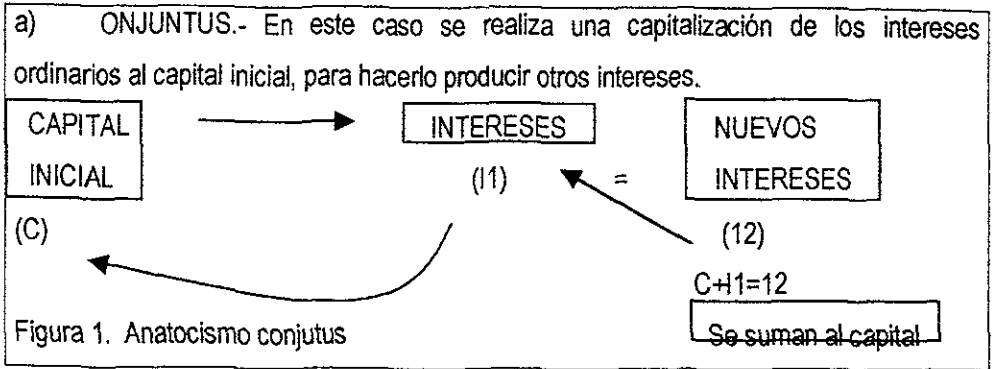 a) ONJUNTUS.- En este caso se realiza una capitalización de los intereses
ordinarios al capital inicial, para hacerlo producir otros intereses.
CAPITAL
INICIAL
(C)
INTERESES
(I1)
=
NUEVOS
INTERESES
(12)
C+I1=12
Se suman al capital
Figura 1. Anatocismo conjutus